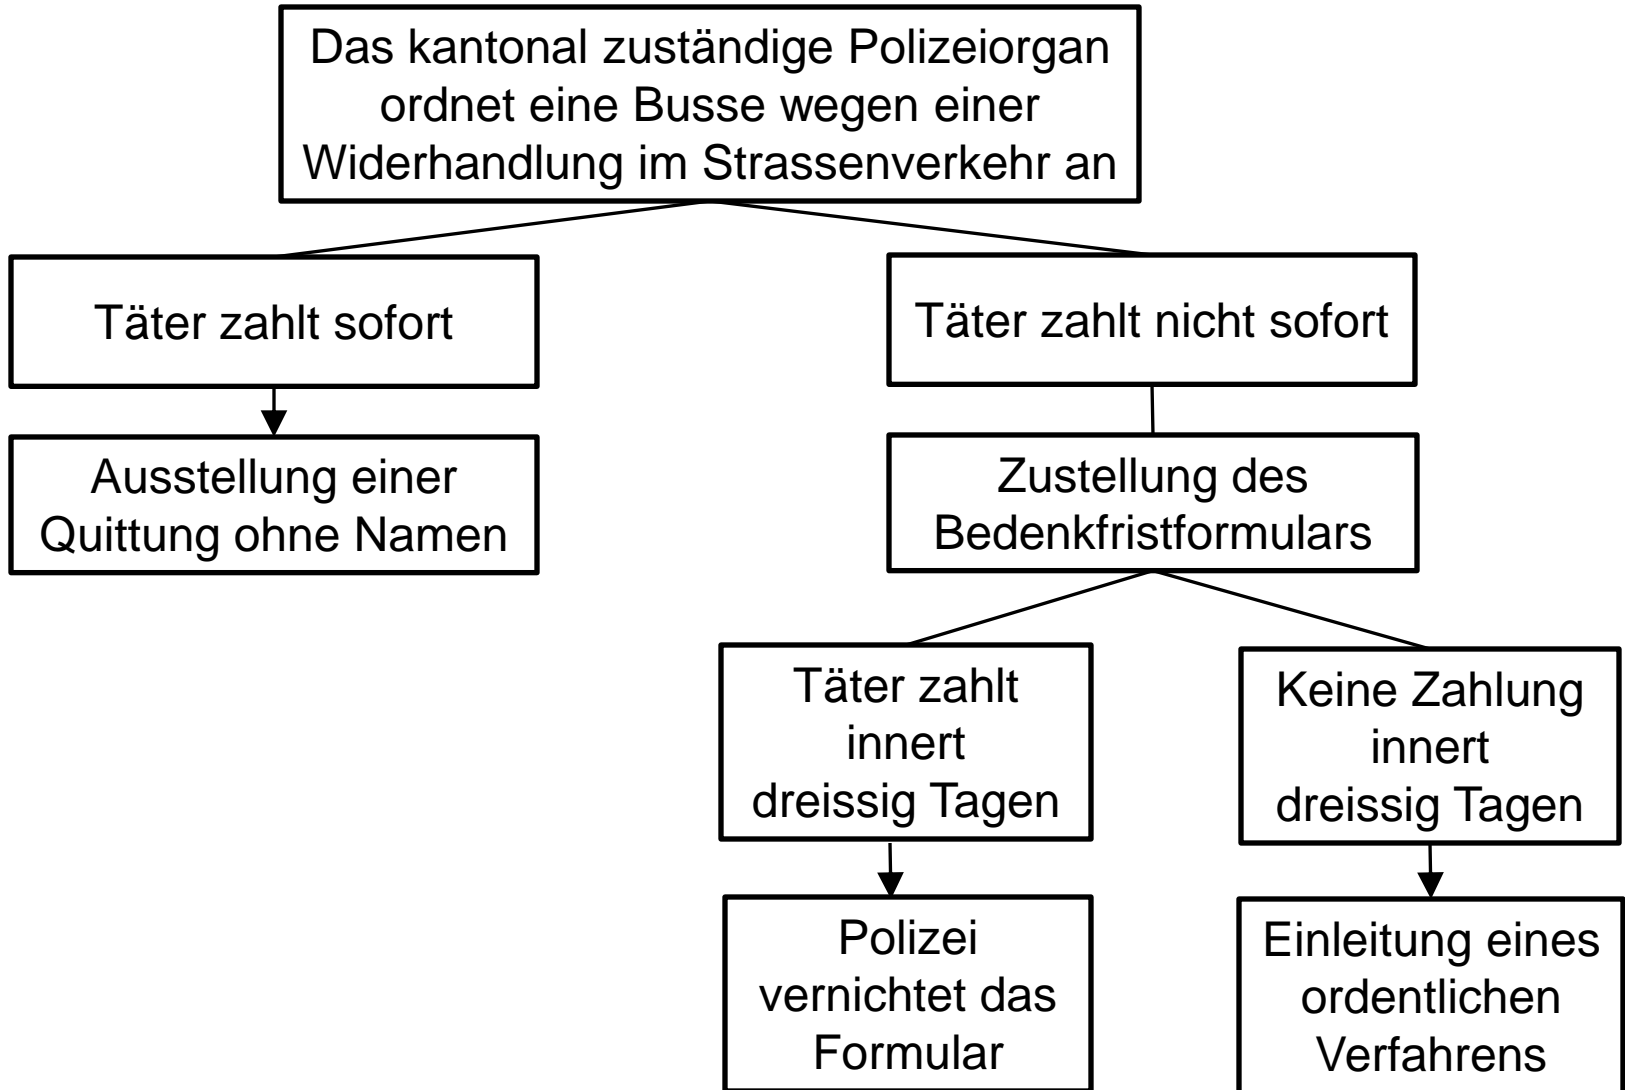 Das kantonal zuständige Polizeiorgan
ordnet eine Busse wegen einer
Widerhandlung im Strassenverkehr an
Täter zahlt sofort
Täter zahlt nicht sofort
Ausstellung einer
Quittung ohne Namen
Zustellung des
Bedenkfristformulars
Täter zahlt
innert
dreissig Tagen
Keine Zahlung
innert
dreissig Tagen
Polizei
vernichtet das
Formular
Einleitung eines
ordentlichen
Verfahrens